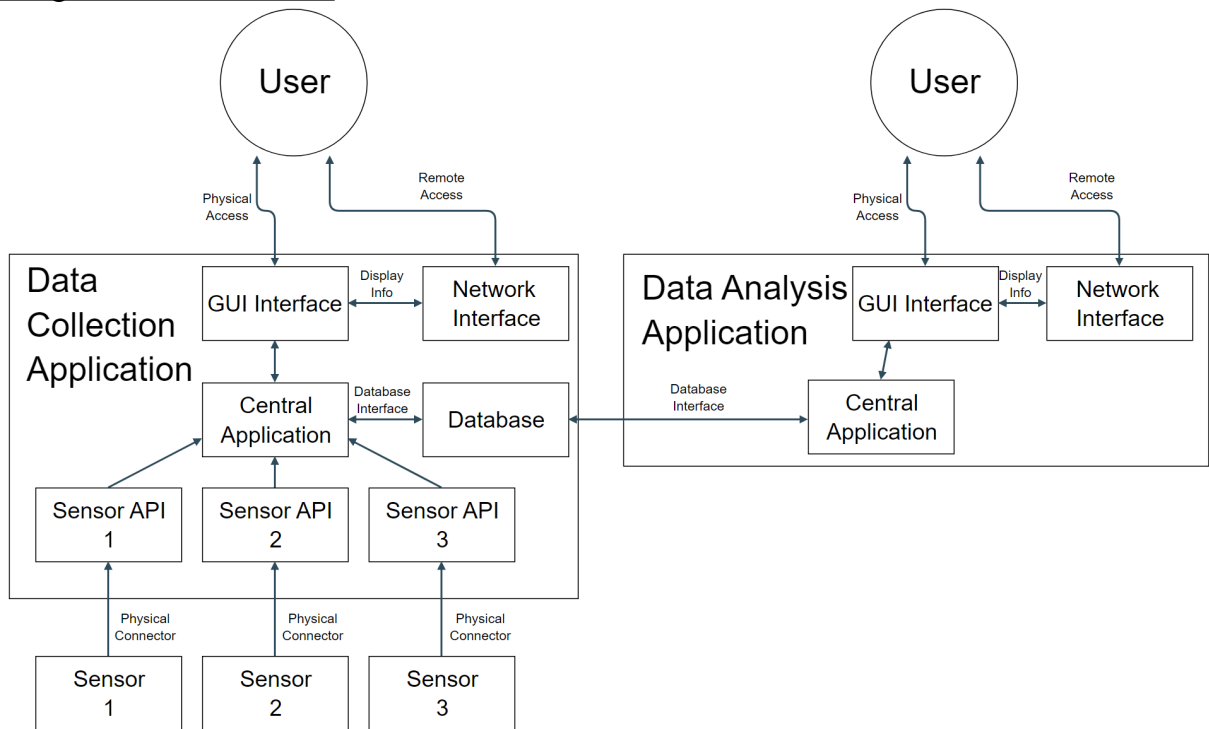 User
User
Physical
Access
Remote
Access
Physical
Access
Remote
Access
Data
Collection
Application
GUI Interface
Display
Info
Network
Interface
Central
Application
Database
Interface
Database
Sensor API
1
Sensor API
2
Sensor API
3
Physical
Connector
Physical
Connector
Physical
Connector
Sensor
1
Sensor
2
Sensor
3
Database
Interface
Data Analysis
Application
GUI Interface
Display
Info
Network
Interface
Central
Application